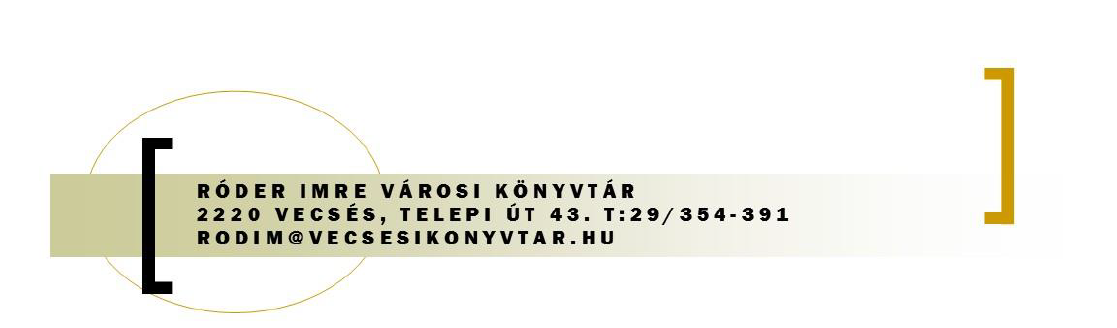 RÓDER IMRE VÁROSI KÖNYVTÁR
2220 VECSÉS, TELEPI ÚT 43. T:29/354-391
RODIM@VECSESIKONYVTAR.HU